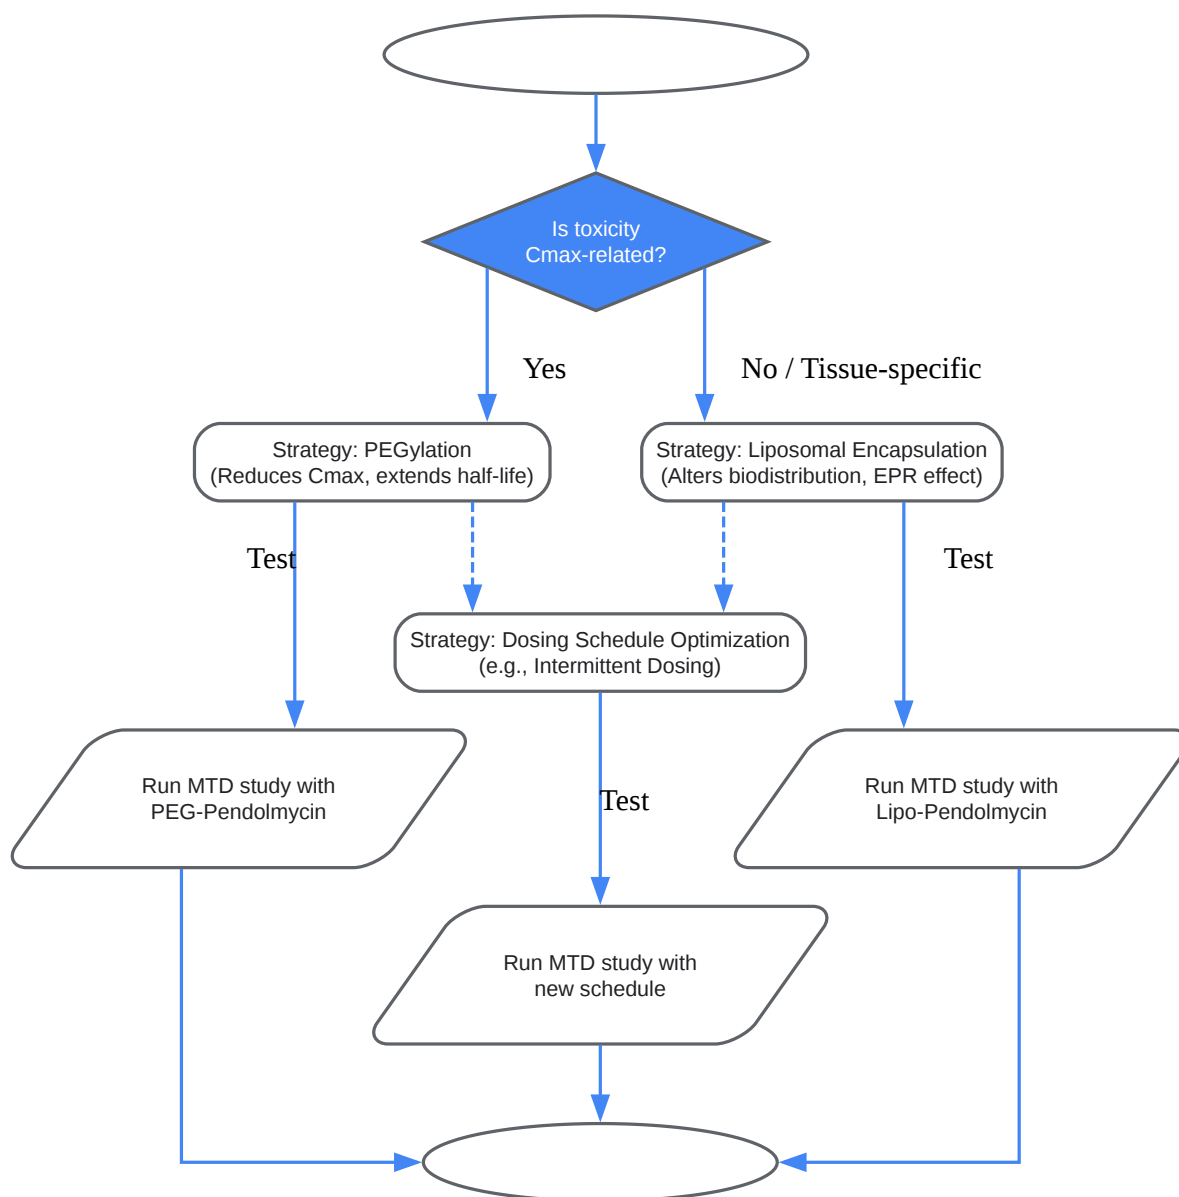 Is toxicity
Cmax-related?
Yes
No / Tissue-specific
Strategy: PEGylation
(Reduces Cmax, extends half-life)
Strategy: Liposomal Encapsulation
(Alters biodistribution, EPR effect)
Test
Test
Strategy: Dosing Schedule Optimization
(e.g., Intermittent Dosing)
Run MTD study with
PEG-Pendolmycin
Test
Run MTD study with
Lipo-Pendolmycin
Run MTD study with
new schedule